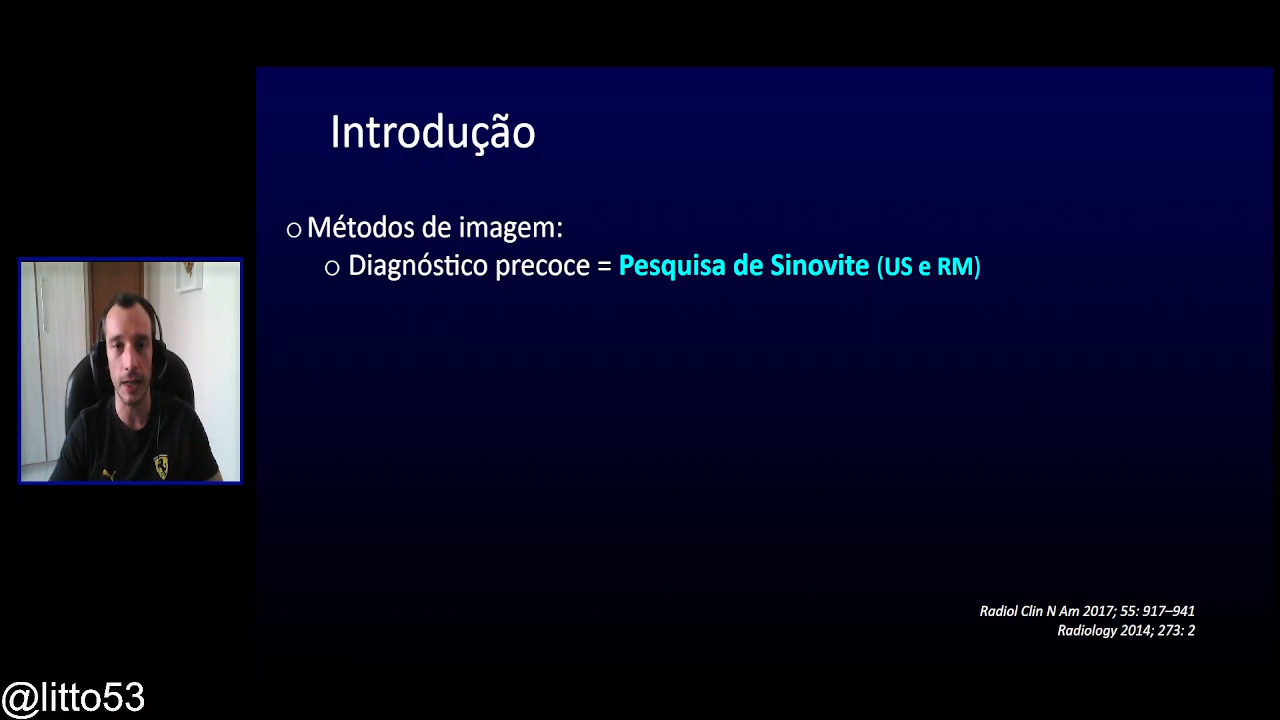 Introdução
○ Métodos de imagem:
○ Diagnóstico precoce = Pesquisa de Sinovite (US e RM)
Radiol Clin N Am 2017; 55: 917–941
Radiology 2014; 273: 2
@litto53